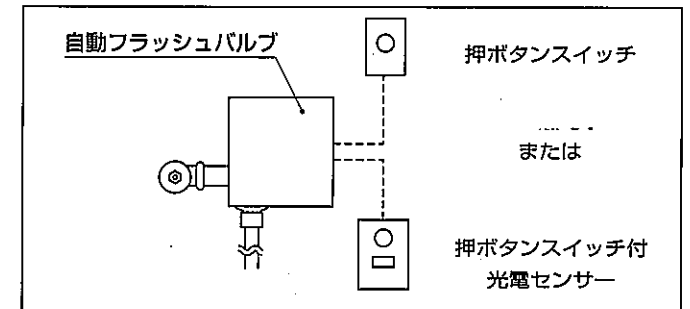 自動フラッシュバルブ
押ボタンスイッチ
または
押ボタンスイッチ付
光電センサー